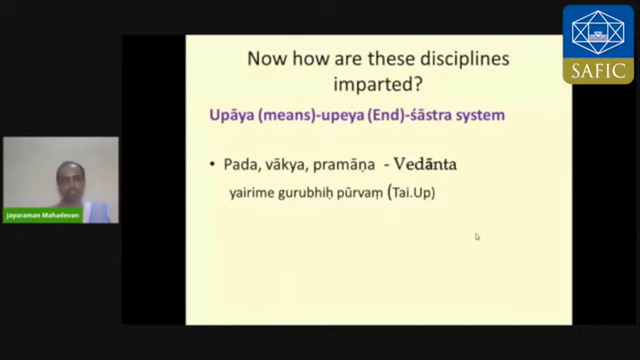 Now how are these disciplines
imparted?
Upāya (means)-upeya (End)-śāstra system
• Pada, vākya, pramāṇa - Vedānta
yairime gurubhiḥ pūrvaṃ (Tai.Up)
SAFIC
Jayaraman Mahadevan